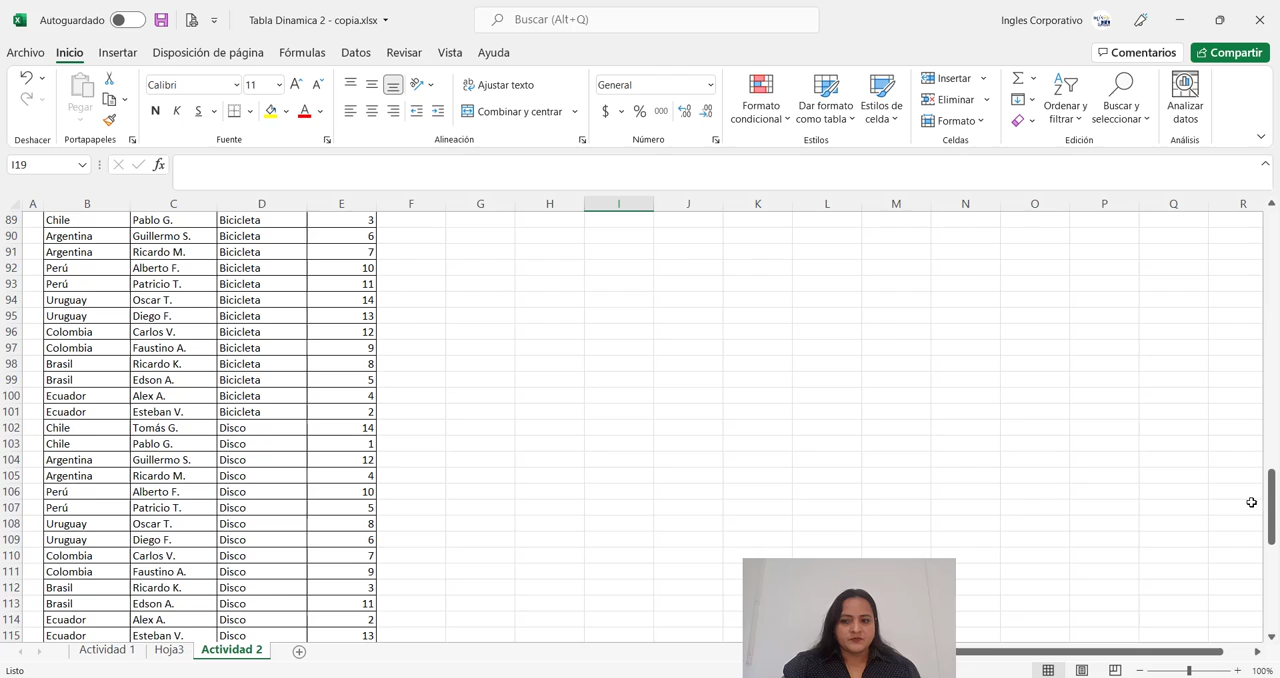 Autoguardado Tabla Dinamica 2 - copia.xlsx Buscar (Alt+Q) Ingles Corporativo
Archivo Inicio Insertar Disposición de página Fórmulas Datos Revisar Vista Ayuda Comentarios Compartir
Pegar Calibri 11 Ajustar texto General Formato condicional Dar formato como tabla Estilos de celda Insertar Ordenar y filtrar Buscar y seleccionar Analizar datos
N K S Combinar y centrar $ % 000 Eliminar
Formato
Deshacer Portapapeles Fuente Alineación Número Estilos Celdas Edición Análisis
I19 fx
A B C D E F G H I J K L M N O P Q R
89 Chile Pablo G. Bicicleta 3
90 Argentina Guillermo S. Bicicleta 6
91 Argentina Ricardo M. Bicicleta 7
92 Perú Alberto F. Bicicleta 10
93 Perú Patricio T. Bicicleta 11
94 Uruguay Oscar T. Bicicleta 14
95 Uruguay Diego F. Bicicleta 13
96 Colombia Carlos V. Bicicleta 12
97 Colombia Faustino A. Bicicleta 9
98 Brasil Ricardo K. Bicicleta 8
99 Brasil Edson A. Bicicleta 5
100 Ecuador Alex A. Bicicleta 4
101 Ecuador Esteban V. Bicicleta 2
102 Chile Tomás G. Disco 14
103 Chile Pablo G. Disco 1
104 Argentina Guillermo S. Disco 12
105 Argentina Ricardo M. Disco 4
106 Perú Alberto F. Disco 10
107 Perú Patricio T. Disco 5
108 Uruguay Oscar T. Disco 8
109 Uruguay Diego F. Disco 6
110 Colombia Carlos V. Disco 7
111 Colombia Faustino A. Disco 9
112 Brasil Ricardo K. Disco 3
113 Brasil Edson A. Disco 11
114 Ecuador Alex A. Disco 2
115 Ecuador Esteban V. Disco 13
Actividad 1 Hoja3 Actividad 2
Listo 100%